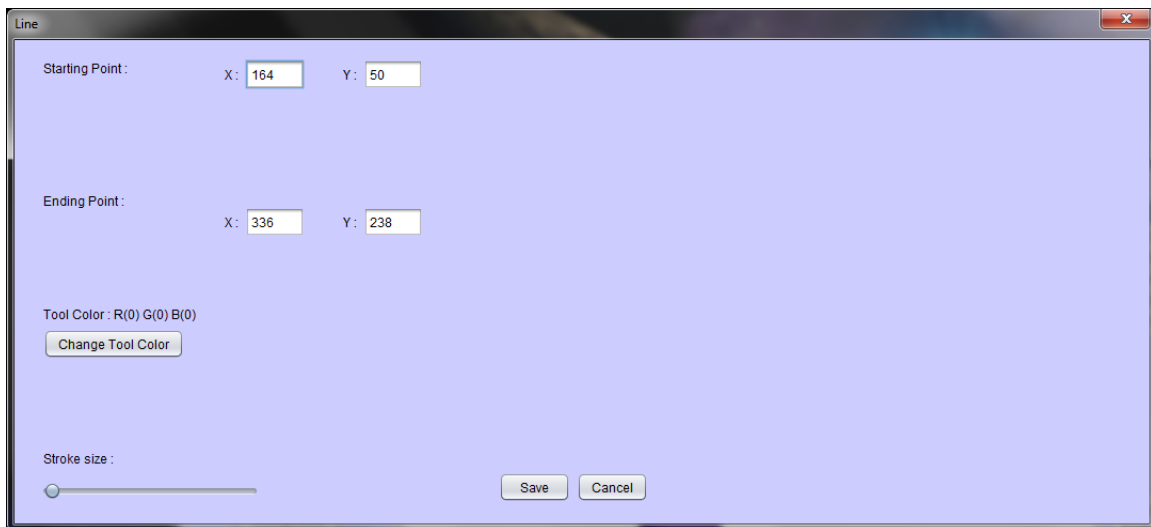 Line
x
Starting Point :
X : 164 Y : 50
Ending Point :
X : 336 Y : 238
Tool Color : R(0) G(0) B(0)
Change Tool Color
Stroke size :
Save Cancel